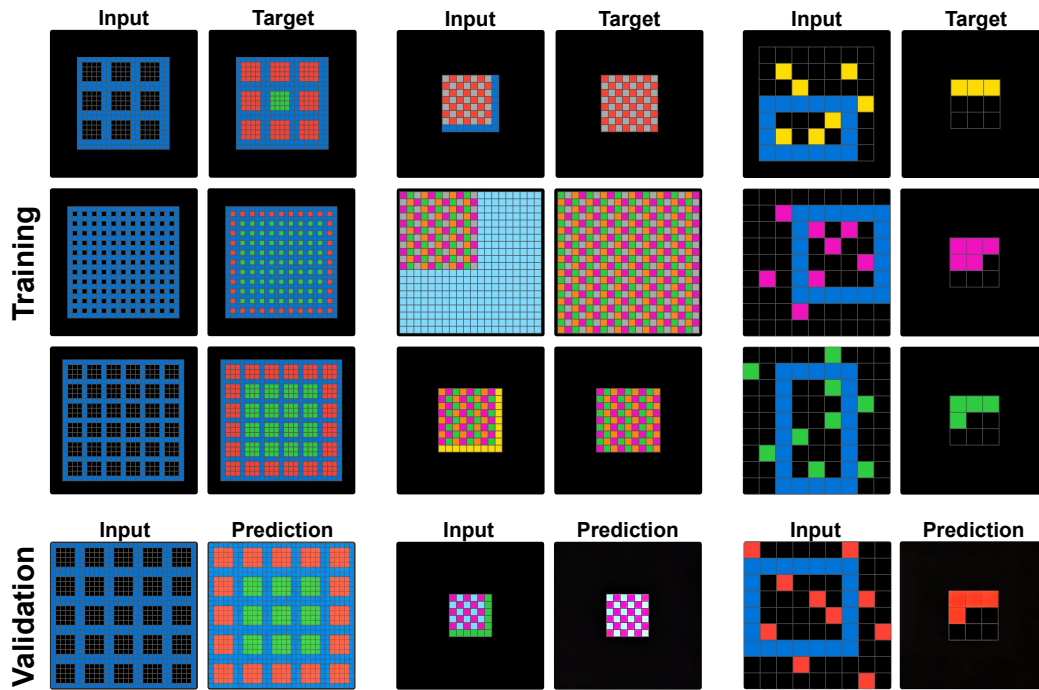 Input Target Input Target Input Target
Training
Input Prediction Input Prediction Input Prediction
Validation